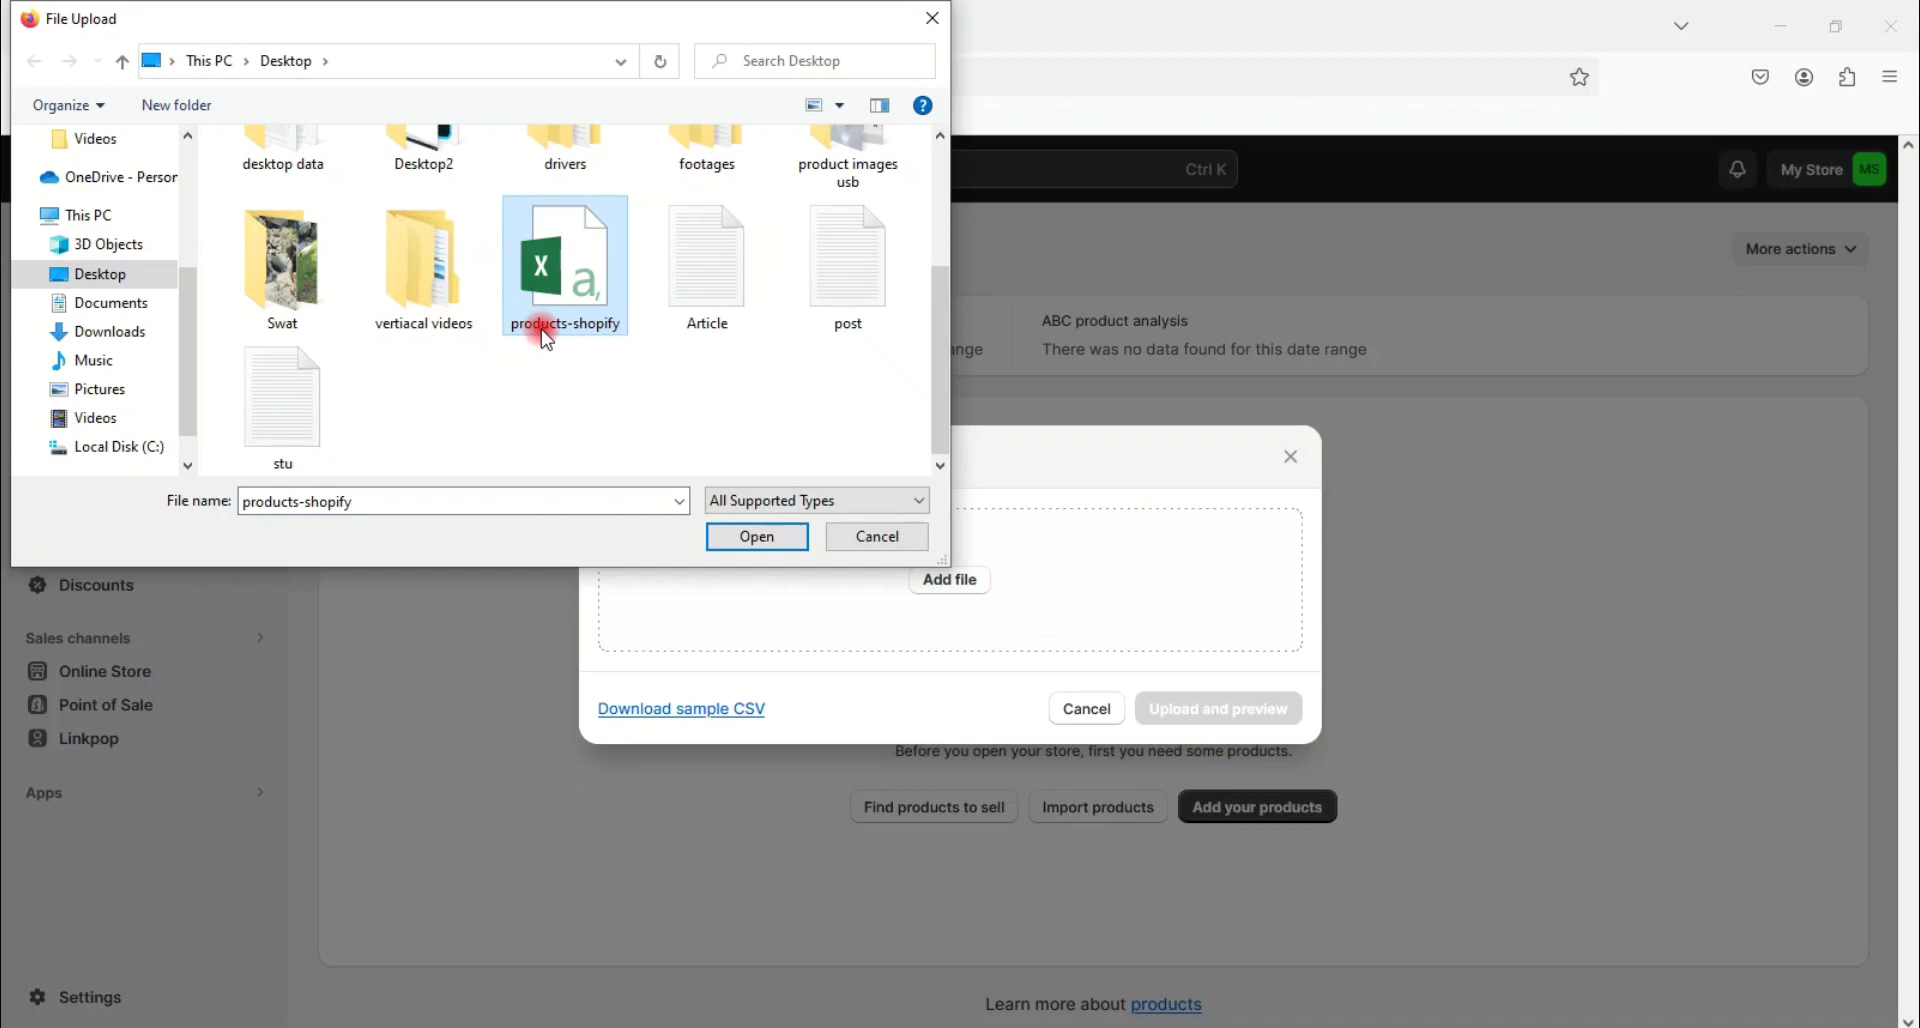 File Upload
This PC > Desktop >
Search Desktop
Organize
New folder
Videos
OneDrive - Person
This PC
3D Objects
Desktop
Documents
Downloads
Music
Pictures
Videos
Local Disk (C:)
desktop data
Desktop2
drivers
footages
product images
usb
Swat
vertiacal videos
products-shopify
Article
post
stu
File name:
products-shopify
All Supported Types
Open
Cancel
Ctrl K
My Store
MS
More actions
ange
ABC product analysis
There was no data found for this date range
Add file
Download sample CSV
Cancel
Upload and preview
Before you open your store, first you need some products.
Find products to sell
Import products
Add your products
Discounts
Sales channels
Online Store
Point of Sale
Linkpop
Apps
Settings
Learn more about products